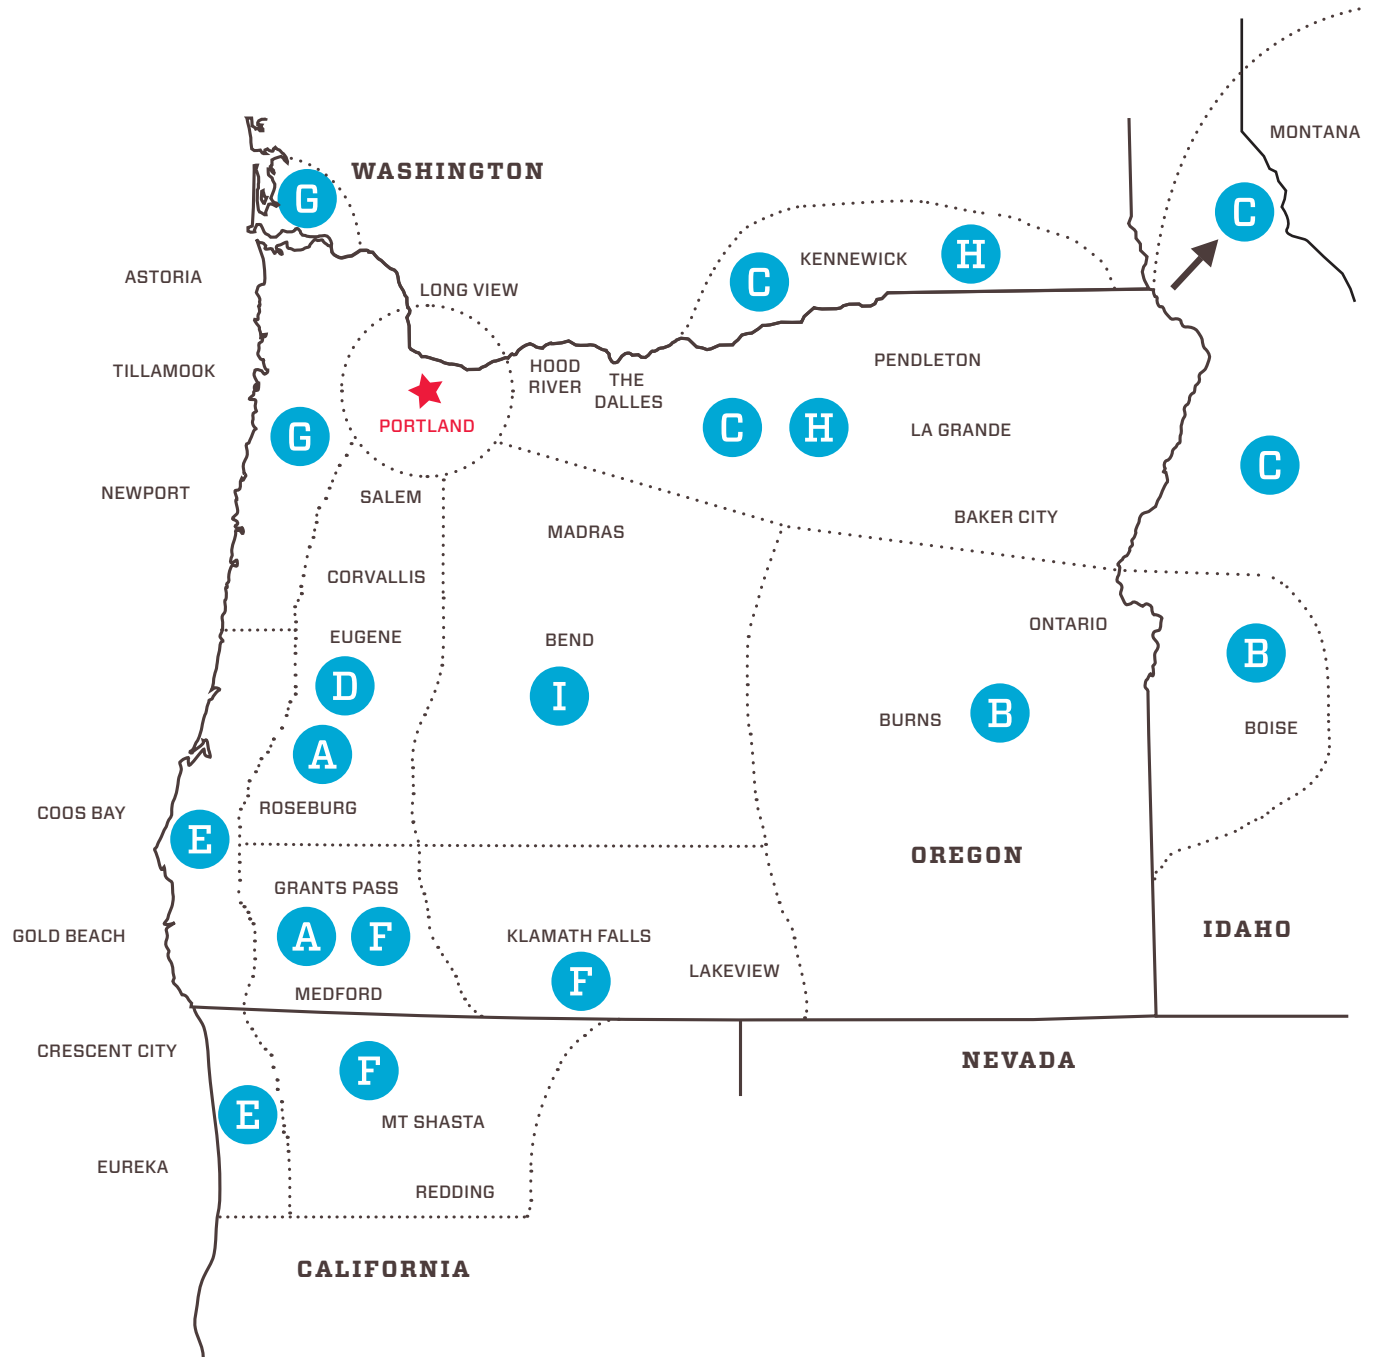 MONTANA
WASHINGTON
G
C
KENNEWICK
H
C
ASTORIA
LONG VIEW
PENDLETON
TILLAMOOK
HOOD
RIVER
THE
DALLES
PORTLAND
G
C
H
LA GRANDE
C
NEWPORT
SALEM
BAKER CITY
MADRAS
CORVALLIS
ONTARIO
EUGENE
BEND
B
D
I
BURNS
B
BOISE
A
COOS BAY
ROSEBURG
E
OREGON
GRANTS PASS
IDAHO
GOLD BEACH
A
F
KLAMATH FALLS
LAKEVIEW
F
MEDFORD
CRESCENT CITY
NEVADA
F
E
MT SHASTA
EUREKA
REDDING
CALIFORNIA